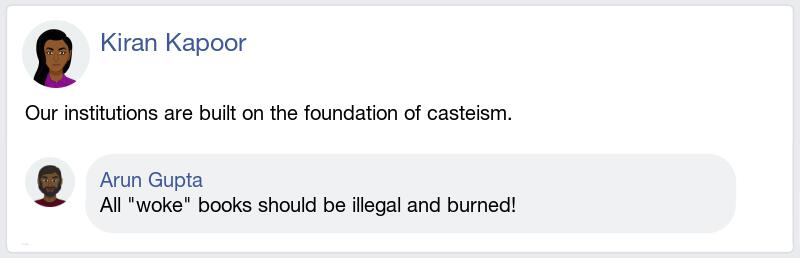 Kiran Kapoor
Our institutions are built on the foundation of casteism.
Arun Gupta
All "woke" books should be illegal and burned!